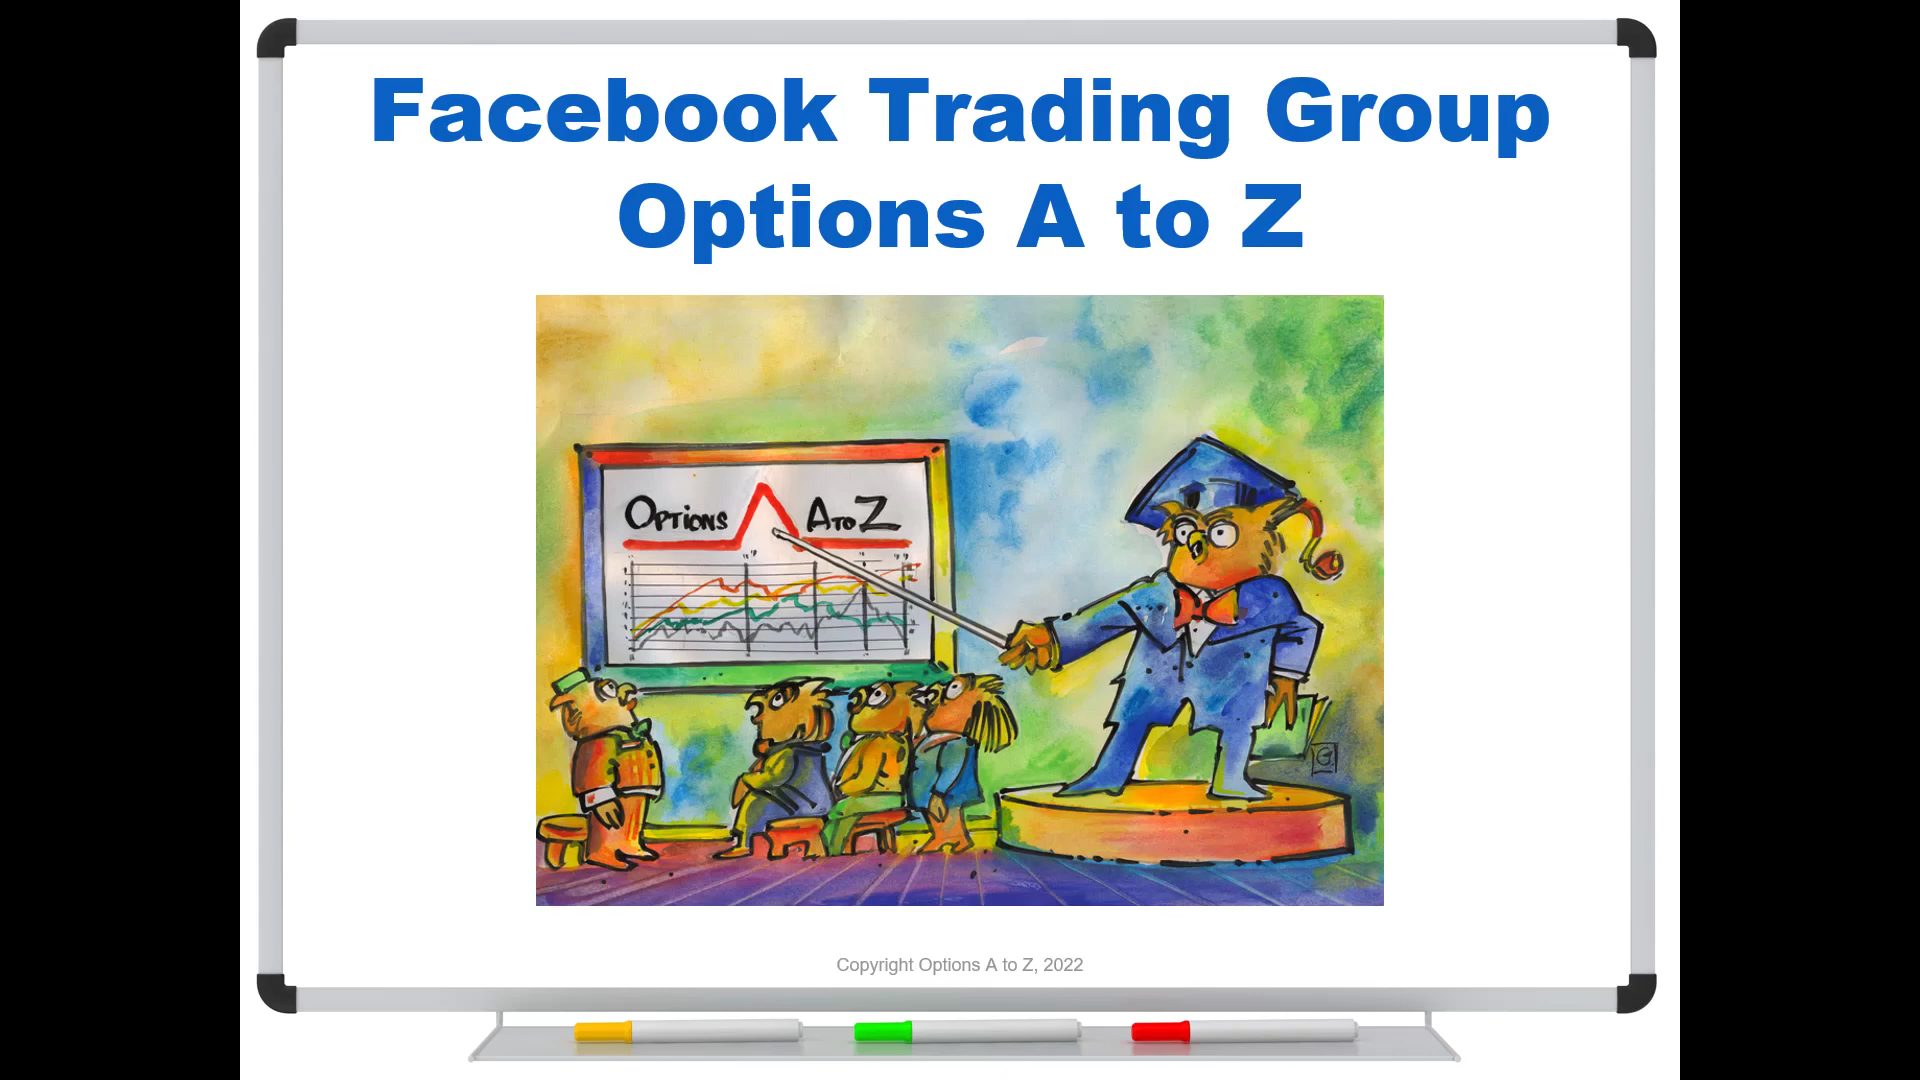 Facebook Trading Group
Options A to Z
OPTIONS A TO Z
G
Copyright Options A to Z, 2022